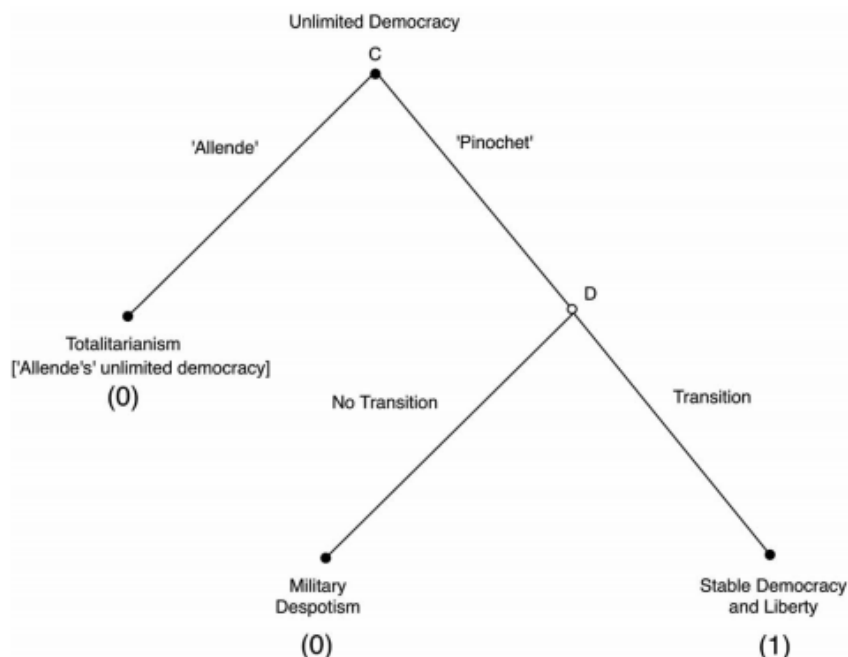 Unlimited Democracy
C
'Allende'
'Pinochet'
D
Totalitarianism
['Allende's' unlimited democracy]
(0)
No Transition
Transition
Military
Despotism
(0)
Stable Democracy
and Liberty
(1)